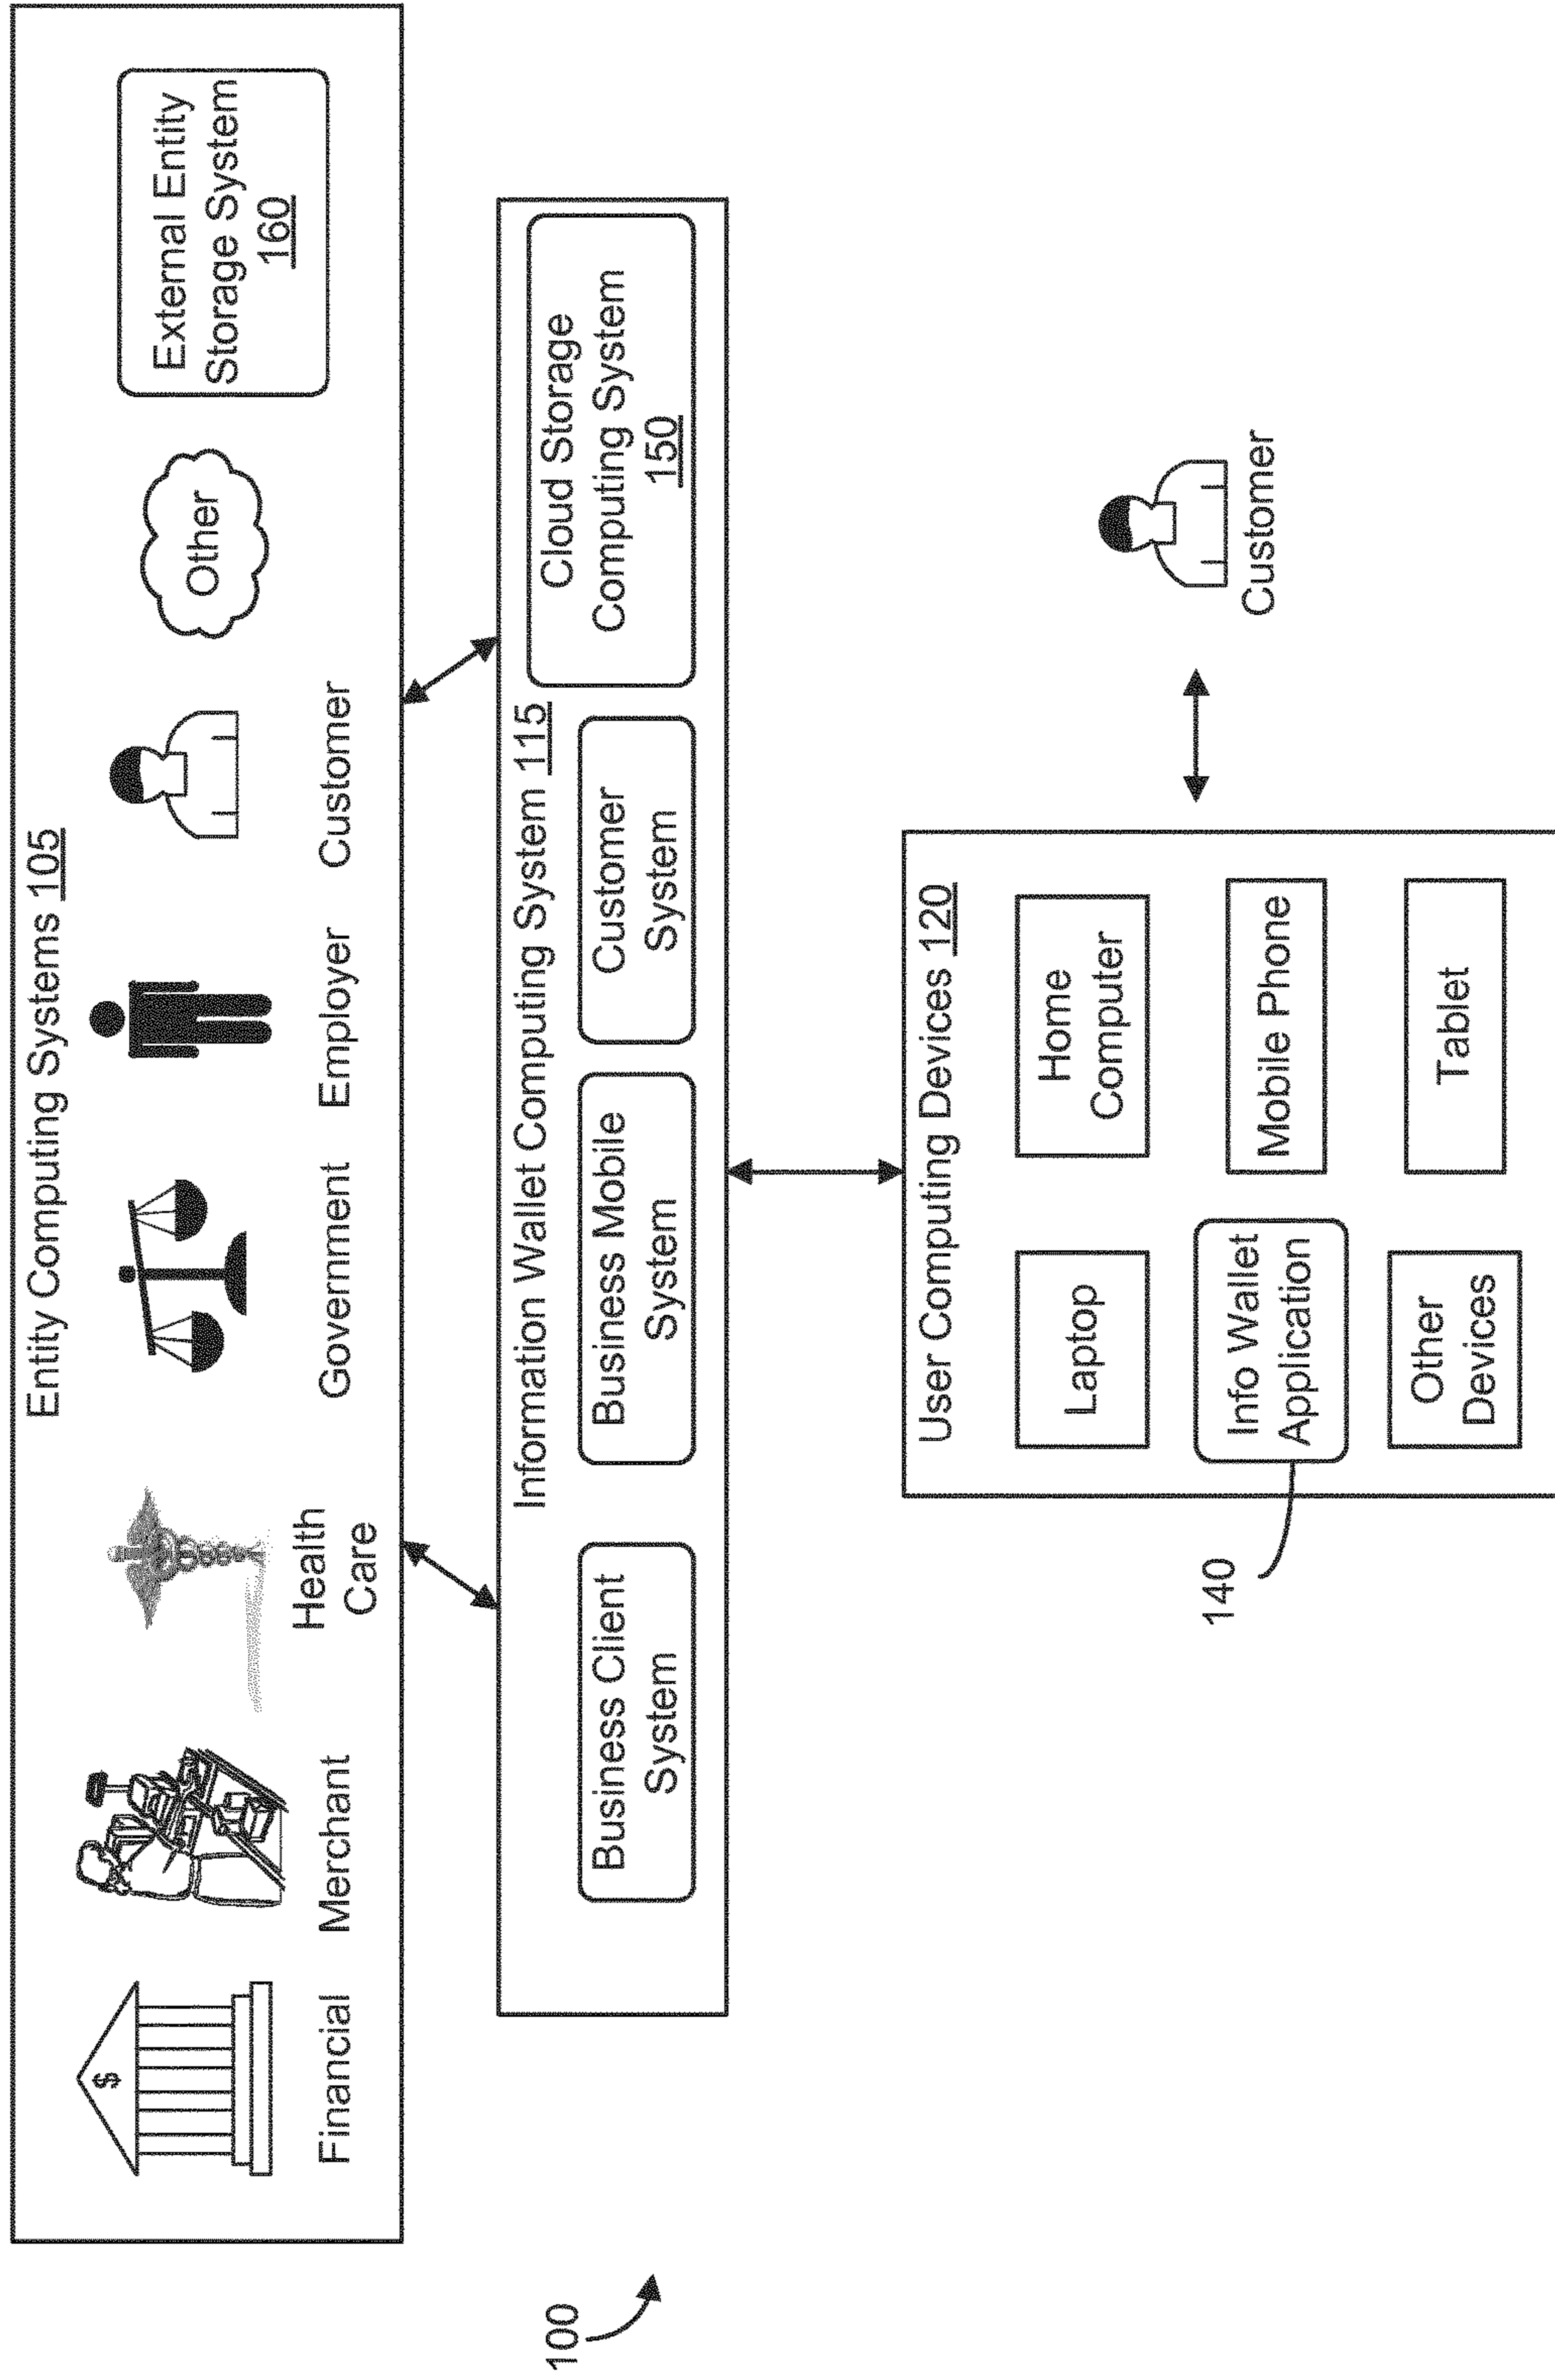 Entity Computing Systems 105
$
Financial
Merchant
Health
Care
Government
Employer
Customer
Other
External Entity
Storage System
160
Information Wallet Computing System 115
Business Client
System
Business Mobile
System
Customer
System
Cloud Storage
Computing System
150
100
User Computing Devices 120
Laptop
Home
Computer
Info Wallet
Application
Mobile Phone
Other
Devices
Tablet
140
Customer